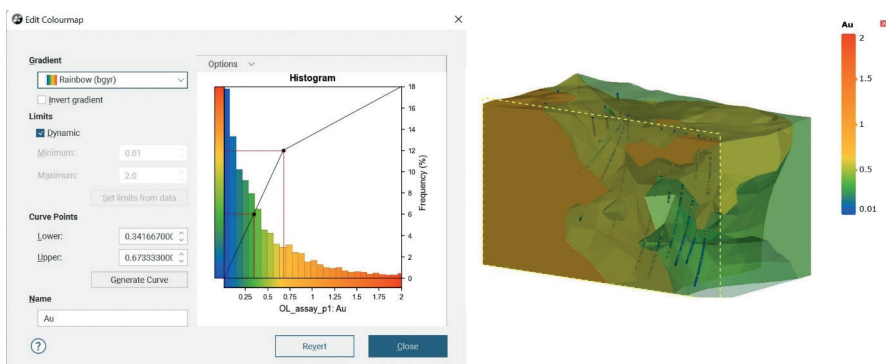 Edit Colourmap
Gradient
Rainbow (bgyr)
Invert gradient
Limits
Dynamic
Minimum: 0.01
Maximum: 2.0
Set limits from data
Curve Points
Lower: 0.34166700(
Upper: 0.67333300(
Generate Curve
Name
Au
?
Options
Histogram
18
16
14
12
10
8
6
4
2
0
Frequency (%)
0.25 0.5 0.75 1 1.25 1.5 1.75 2
OL_assay_p1: Au
Revert
Close
Au
2
1.5
1
0.5
0.01